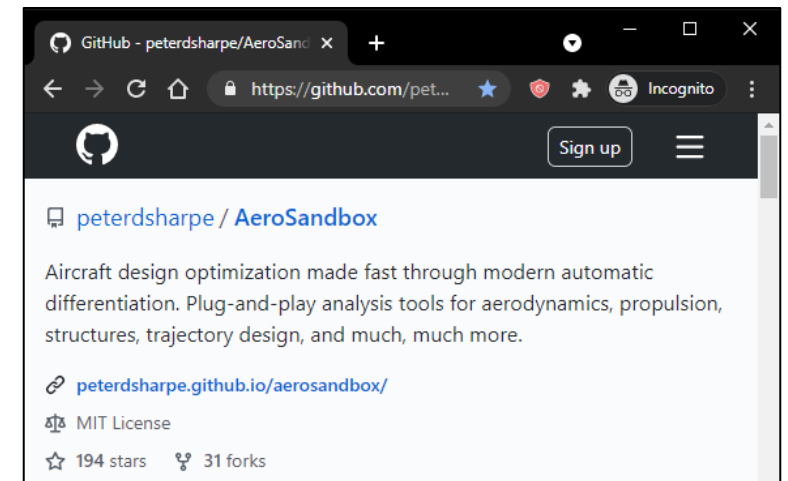 GitHub - peterdsharpe/AeroSand
https://github.com/pet...
Incognito
Sign up
peterdsharpe / AeroSandbox
Aircraft design optimization made fast through modern automatic
differentiation. Plug-and-play analysis tools for aerodynamics, propulsion,
structures, trajectory design, and much, much more.
peterdsharpe.github.io/aerosandbox/
MIT License
194 stars 31 forks